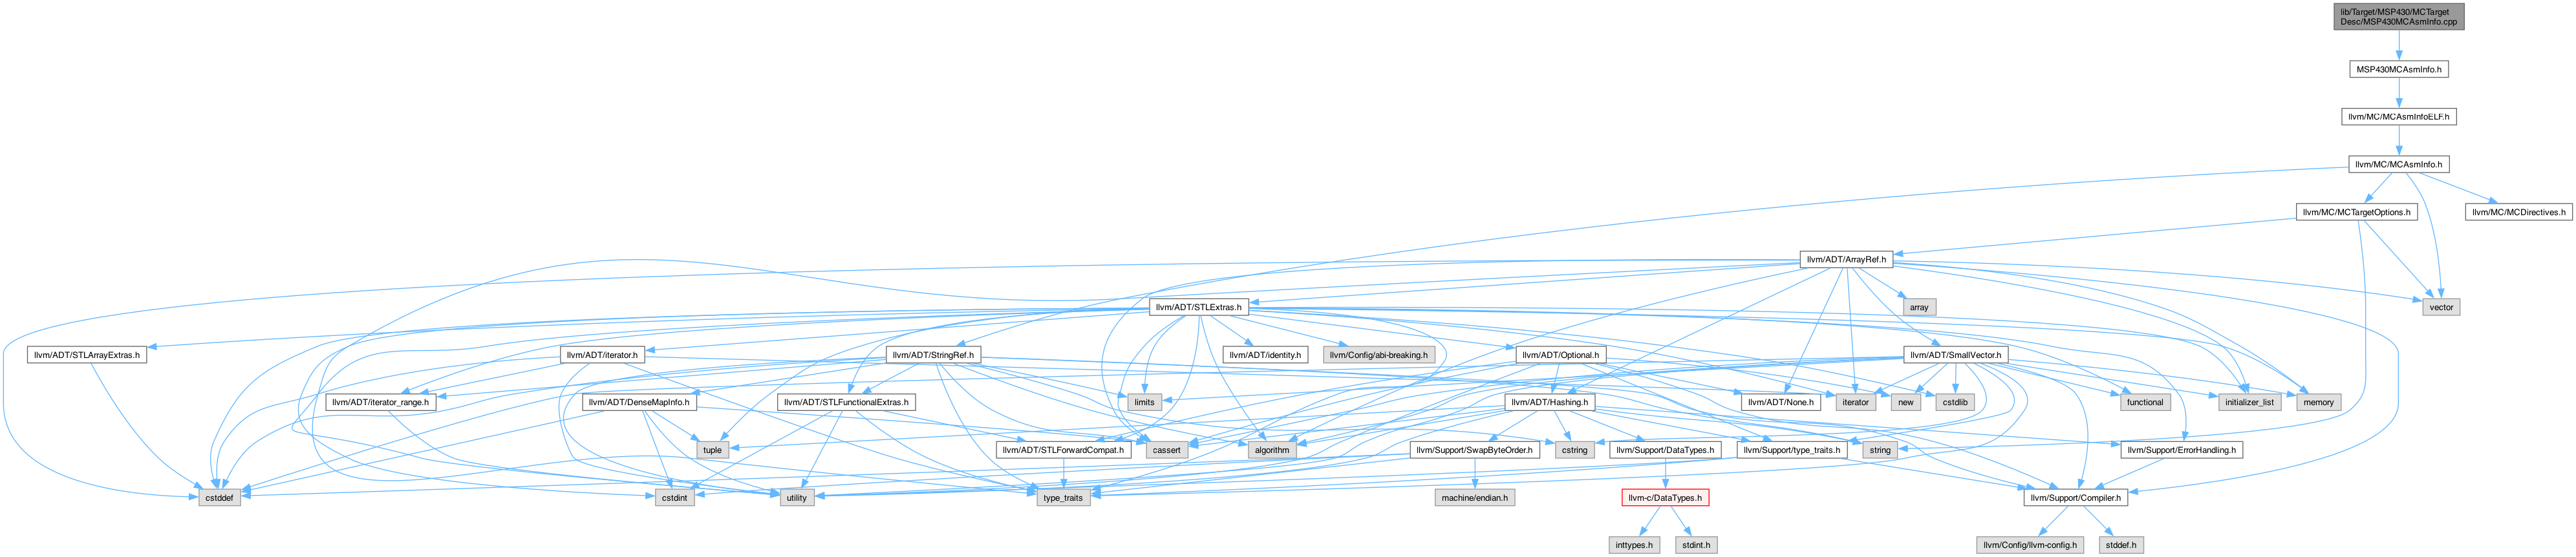 lib/Target/MSP430/MCTarget
Desc/MSP430MCAsmInfo.cpp
MSP430MCAsmInfo.h
llvm/MC/MCAsmInfoELF.h
llvm/MC/MCAsmInfo.h
llvm/MC/MCTargetOptions.h
llvm/MC/MCDirectives.h
llvm/ADT/ArrayRef.h
llvm/ADT/STLExtras.h
array
vector
llvm/ADT/STLArrayExtras.h
llvm/ADT/iterator.h
llvm/ADT/StringRef.h
llvm/ADT/identity.h
llvm/Config/abi-breaking.h
llvm/ADT/Optional.h
llvm/ADT/SmallVector.h
llvm/ADT/iterator_range.h
llvm/ADT/DenseMapInfo.h
llvm/ADT/STLFunctionalExtras.h
limits
llvm/ADT/Hashing.h
llvm/ADT/None.h
iterator
new
cstdlib
functional
initializer_list
memory
tuple
llvm/ADT/STLForwardCompat.h
cassert
algorithm
llvm/Support/SwapByteOrder.h
cstring
llvm/Support/DataTypes.h
llvm/Support/type_traits.h
string
llvm/Support/ErrorHandling.h
cstddef
cstdint
utility
type_traits
machine/endian.h
llvm-c/DataTypes.h
llvm/Support/Compiler.h
inttypes.h
stdint.h
llvm/Config/llvm-config.h
stddef.h